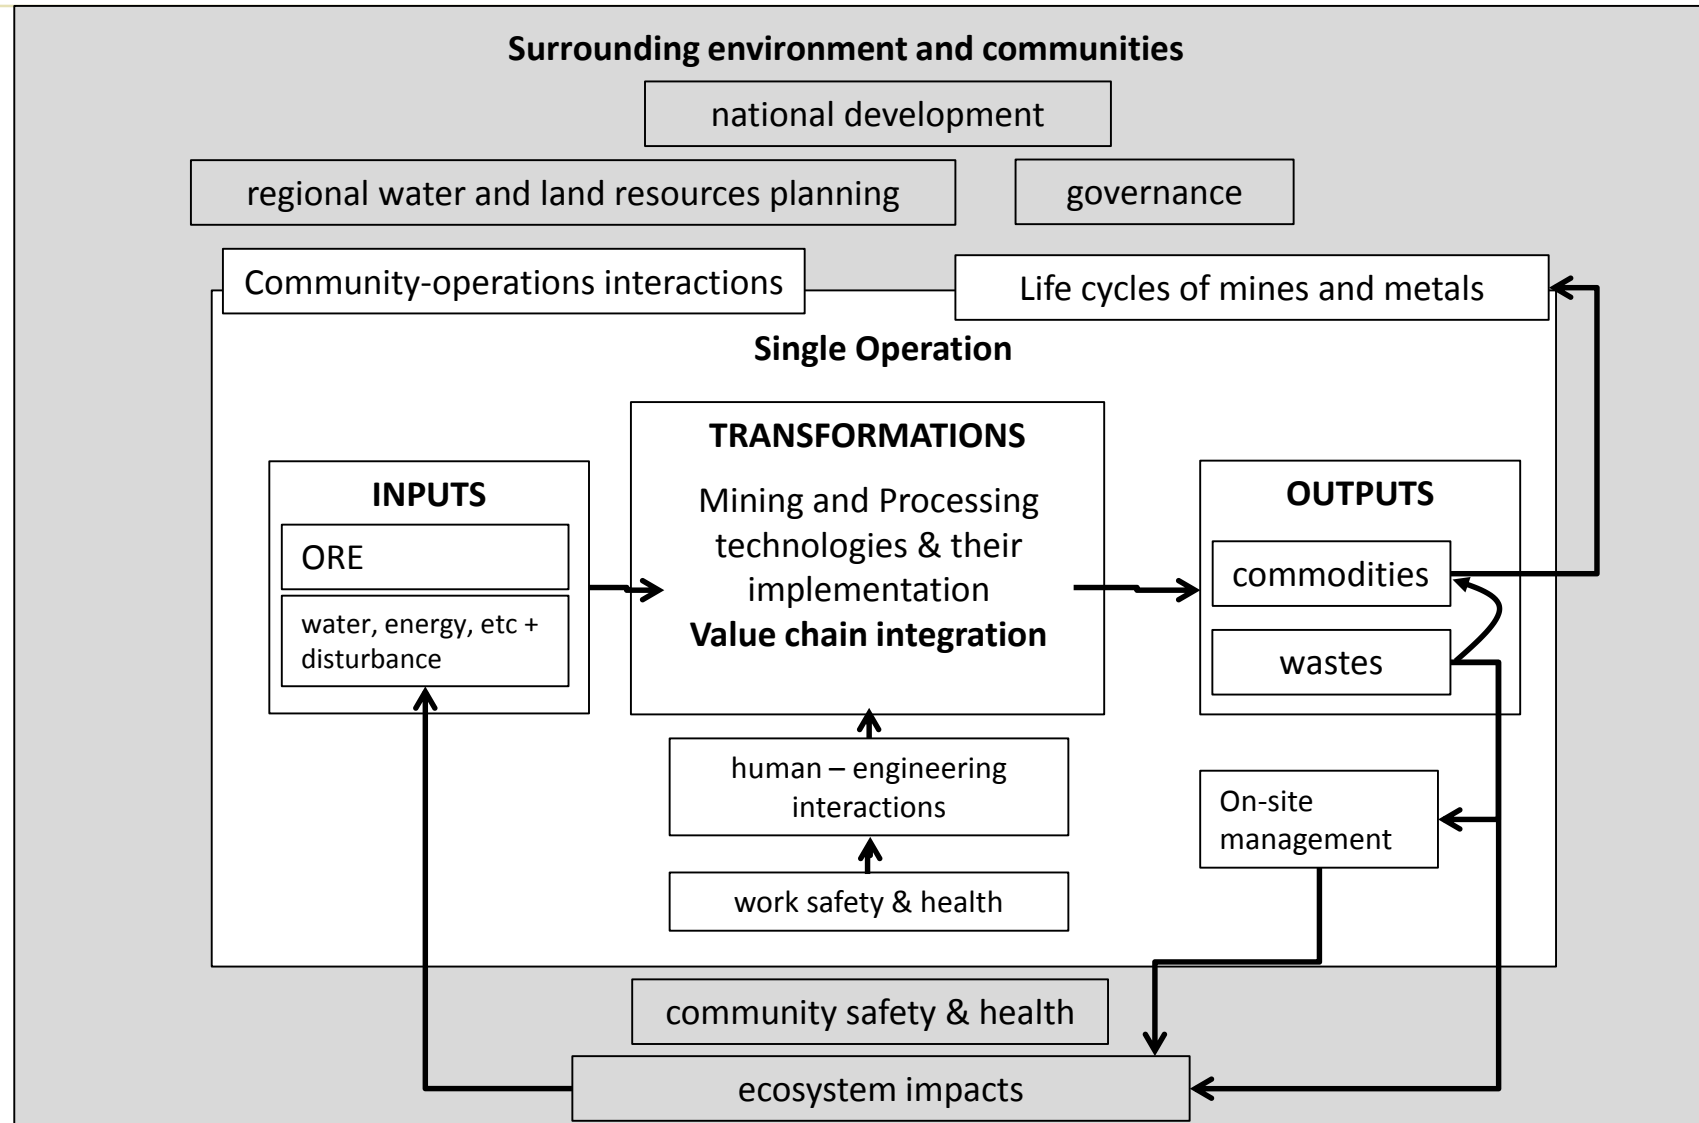 Surrounding environment and communities
national development
regional water and land resources planning
governance
Community-operations interactions
Life cycles of mines and metals
Single Operation
INPUTS
ORE
water, energy, etc +
disturbance
TRANSFORMATIONS
Mining and Processing
technologies & their
implementation
Value chain integration
OUTPUTS
commodities
wastes
human – engineering
interactions
work safety & health
On-site
management
community safety & health
ecosystem impacts